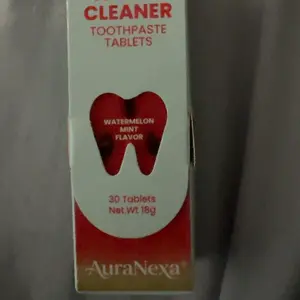 CLEANER
TOOTHPASTE
TABLETS
WATERMELON
MINT
FLAVOR
30 Tablets
Net.Wt 18g
AuraNexa®